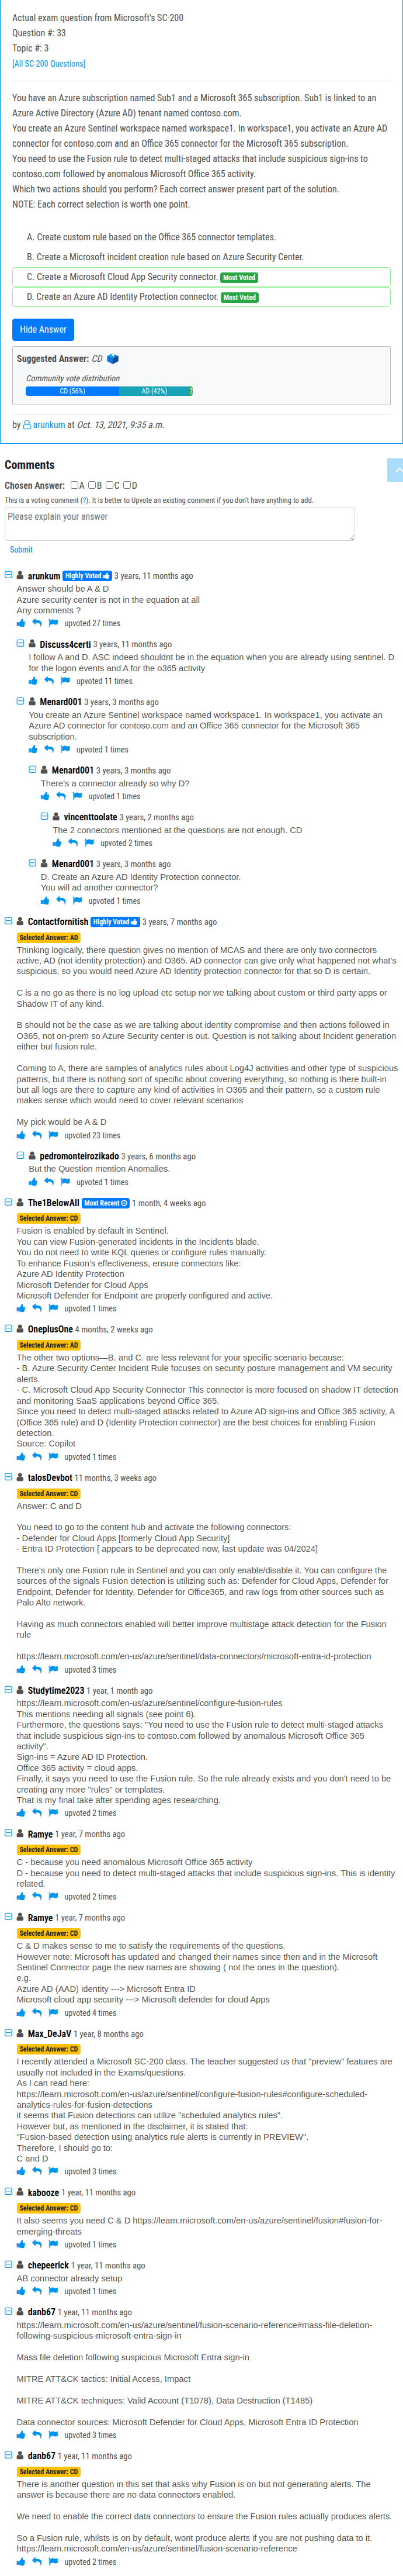 Actual exam question from Microsoft's SC-200
Question #: 33
Topic #: 3
[All SC-200 Questions]
You have an Azure subscription named Sub1 and a Microsoft 365 subscription. Sub1 is linked to an
Azure Active Directory (Azure AD) tenant named contoso.com.
You create an Azure Sentinel workspace named workspace1. In workspace1, you activate an Azure AD
connector for contoso.com and an Office 365 connector for the Microsoft 365 subscription.
You need to use the Fusion rule to detect multi-staged attacks that include suspicious sign-ins to
contoso.com followed by anomalous Microsoft Office 365 activity.
Which two actions should you perform? Each correct answer present part of the solution.
NOTE: Each correct selection is worth one point.
A. Create custom rule based on the Office 365 connector templates.
B. Create a Microsoft incident creation rule based on Azure Security Center.
C. Create a Microsoft Cloud App Security connector. Most Voted
D. Create an Azure AD Identity Protection connector. Most Voted
Hide Answer
Suggested Answer: CD
Community vote distribution
CD (56%) AD (42%) 2
by arunkum at Oct. 13, 2021, 9:35 a.m.
Comments
Chosen Answer: A B C D
This is a voting comment (?). It is better to Upvote an existing comment if you don't have anything to add.
Please explain your answer
Submit
arunkum Highly Voted 3 years, 11 months ago
Answer should be A & D
Azure security center is not in the equation at all
Any comments ?
upvoted 27 times
Discuss4certi 3 years, 11 months ago
I follow A and D. ASC indeed shouldnt be in the equation when you are already using sentinel. D
for the logon events and A for the o365 activity
upvoted 11 times
Menard001 3 years, 3 months ago
You create an Azure Sentinel workspace named workspace1. In workspace1, you activate an
Azure AD connector for contoso.com and an Office 365 connector for the Microsoft 365
subscription.
upvoted 1 times
Menard001 3 years, 3 months ago
There's a connector already so why D?
upvoted 1 times
vincenttoolate 3 years, 2 months ago
The 2 connectors mentioned at the questions are not enough. CD
upvoted 2 times
Menard001 3 years, 3 months ago
D. Create an Azure AD Identity Protection connector.
You will ad another connector?
upvoted 1 times
Contactfornitish Highly Voted 3 years, 7 months ago
Selected Answer: AD
Thinking logically, there question gives no mention of MCAS and there are only two connectors
active, AD (not identity protection) and O365. AD connector can give only what happened not what's
suspicious, so you would need Azure AD Identity protection connector for that so D is certain.
C is a no go as there is no log upload etc setup nor we talking about custom or third party apps or
Shadow IT of any kind.
B should not be the case as we are talking about identity compromise and then actions followed in
O365, not on-prem so Azure Security center is out. Question is not talking about Incident generation
either but fusion rule.
Coming to A, there are samples of analytics rules about Log4J activities and other type of suspicious
patterns, but there is nothing sort of specific about covering everything, so nothing is there built-in
but all logs are there to capture any kind of activities in O365 and their pattern, so a custom rule
makes sense which would need to cover relevant scenarios
My pick would be A & D
upvoted 23 times
pedromonteirozikado 3 years, 6 months ago
But the Question mention Anomalies.
upvoted 1 times
The1BelowAll Most Recent 1 month, 4 weeks ago
Selected Answer: CD
Fusion is enabled by default in Sentinel.
You can view Fusion-generated incidents in the Incidents blade.
You do not need to write KQL queries or configure rules manually.
To enhance Fusion's effectiveness, ensure connectors like:
Azure AD Identity Protection
Microsoft Defender for Cloud Apps
Microsoft Defender for Endpoint are properly configured and active.
upvoted 1 times
OneplusOne 4 months, 2 weeks ago
Selected Answer: AD
The other two options—B. and C. are less relevant for your specific scenario because:
- B. Azure Security Center Incident Rule focuses on security posture management and VM security
alerts.
- C. Microsoft Cloud App Security Connector This connector is more focused on shadow IT detection
and monitoring SaaS applications beyond Office 365.
Since you need to detect multi-staged attacks related to Azure AD sign-ins and Office 365 activity, A
(Office 365 rule) and D (Identity Protection connector) are the best choices for enabling Fusion
detection.
Source: Copilot
upvoted 1 times
talosDevbot 11 months, 3 weeks ago
Selected Answer: CD
Answer: C and D
You need to go to the content hub and activate the following connectors:
- Defender for Cloud Apps [formerly Cloud App Security]
- Entra ID Protection [ appears to be deprecated now, last update was 04/2024]
There's only one Fusion rule in Sentinel and you can only enable/disable it. You can configure the
sources of the signals Fusion detection is utilizing such as: Defender for Cloud Apps, Defender for
Endpoint, Defender for Identity, Defender for Office365, and raw logs from other sources such as
Palo Alto network.
Having as much connectors enabled will better improve multistage attack detection for the Fusion
rule
https://learn.microsoft.com/en-us/azure/sentinel/data-connectors/microsoft-entra-id-protection
upvoted 3 times
Studytime2023 1 year, 1 month ago
https://learn.microsoft.com/en-us/azure/sentinel/configure-fusion-rules
This mentions needing all signals (see point 6).
Furthermore, the questions says: "You need to use the Fusion rule to detect multi-staged attacks
that include suspicious sign-ins to contoso.com followed by anomalous Microsoft Office 365
activity".
Sign-ins = Azure AD ID Protection.
Office 365 activity = cloud apps.
Finally, it says you need to use the Fusion rule. So the rule already exists and you don't need to be
creating any more "rules" or templates.
That is my final take after spending ages researching.
upvoted 2 times
Ramye 1 year, 7 months ago
Selected Answer: CD
C - because you need anomalous Microsoft Office 365 activity
D - because you need to detect multi-staged attacks that include suspicious sign-ins. This is identity
related.
upvoted 2 times
Ramye 1 year, 7 months ago
Selected Answer: CD
C & D makes sense to me to satisfy the requirements of the questions.
However note: Microsoft has updated and changed their names since then and in the Microsoft
Sentinel Connector page the new names are showing ( not the ones in the question).
e.g.
Azure AD (AAD) identity ---> Microsoft Entra ID
Microsoft cloud app security ---> Microsoft defender for cloud Apps
upvoted 4 times
Max_DeJaV 1 year, 8 months ago
Selected Answer: CD
I recently attended a Microsoft SC-200 class. The teacher suggested us that "preview" features are
usually not included in the Exams/questions.
As I can read here:
https://learn.microsoft.com/en-us/azure/sentinel/configure-fusion-rules#configure-scheduled-
analytics-rules-for-fusion-detections
it seems that Fusion detections can utilize "scheduled analytics rules".
However but, as mentioned in the disclaimer, it is stated that:
"Fusion-based detection using analytics rule alerts is currently in PREVIEW".
Therefore, I should go to:
C and D
upvoted 3 times
kabooze 1 year, 11 months ago
Selected Answer: CD
It also seems you need C & D https://learn.microsoft.com/en-us/azure/sentinel/fusion#fusion-for-
emerging-threats
upvoted 1 times
chepeerick 1 year, 11 months ago
AB connector already setup
upvoted 1 times
danb67 1 year, 11 months ago
https://learn.microsoft.com/en-us/azure/sentinel/fusion-scenario-reference#mass-file-deletion-
following-suspicious-microsoft-entra-sign-in
Mass file deletion following suspicious Microsoft Entra sign-in
MITRE ATT&CK tactics: Initial Access, Impact
MITRE ATT&CK techniques: Valid Account (T1078), Data Destruction (T1485)
Data connector sources: Microsoft Defender for Cloud Apps, Microsoft Entra ID Protection
upvoted 3 times
danb67 1 year, 11 months ago
Selected Answer: CD
There is another question in this set that asks why Fusion is on but not generating alerts. The
answer is because there are no data connectors enabled.
We need to enable the correct data connectors to ensure the Fusion rules actually produces alerts.
So a Fusion rule, whilsts is on by default, wont produce alerts if you are not pushing data to it.
https://learn.microsoft.com/en-us/azure/sentinel/fusion-scenario-reference
upvoted 2 times